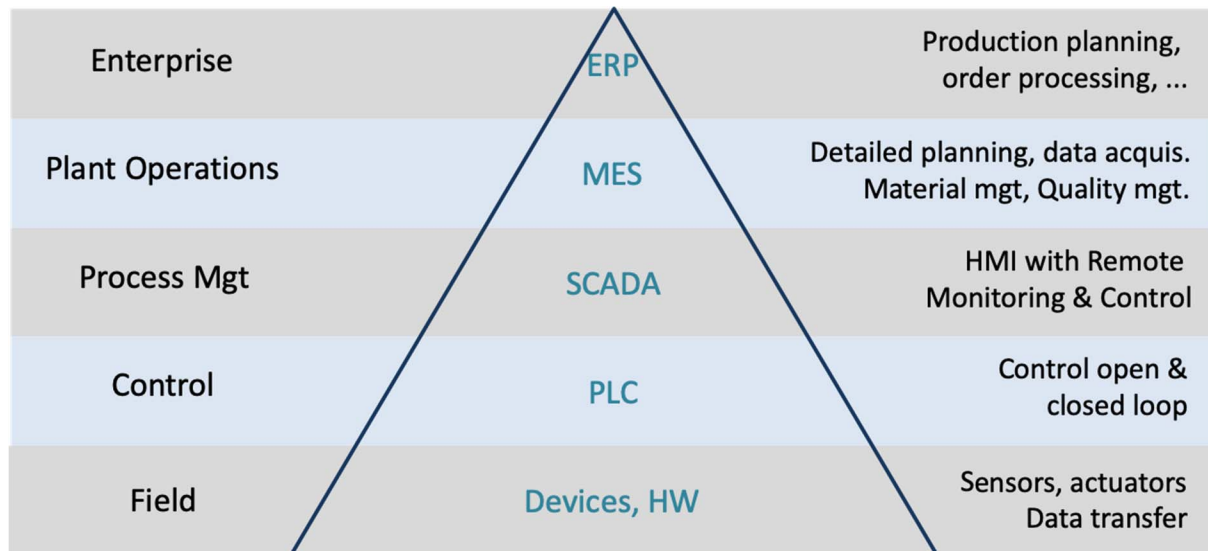 Enterprise
ERP
Production planning,
order processing, ...
Plant Operations
MES
Detailed planning, data acquis.
Material mgt, Quality mgt.
Process Mgt
SCADA
HMI with Remote
Monitoring & Control
Control
PLC
Control open &
closed loop
Field
Devices, HW
Sensors, actuators
Data transfer